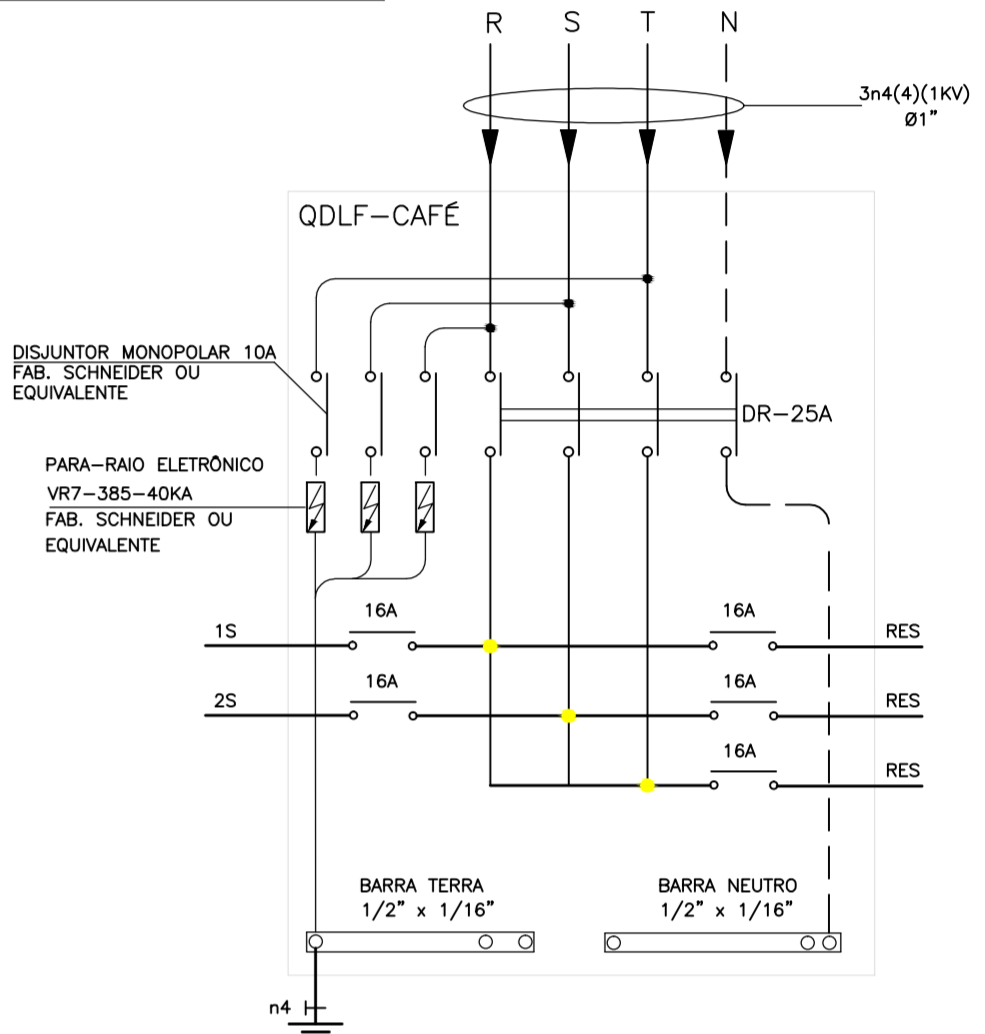 R
S
T
N
3n4(4)(1KV)
Ø1"
QDLF-CAFÉ
DISJUNTOR MONOPOLAR 10A
FAB. SCHNEIDER OU
EQUIVALENTE
DR-25A
PARA-RAIO ELETRÔNICO
VR7-385-40KA
FAB. SCHNEIDER OU
EQUIVALENTE
1S
16A
16A
RES
2S
16A
16A
RES
16A
RES
BARRA TERRA
1/2" x 1/16"
BARRA NEUTRO
1/2" x 1/16"
n4